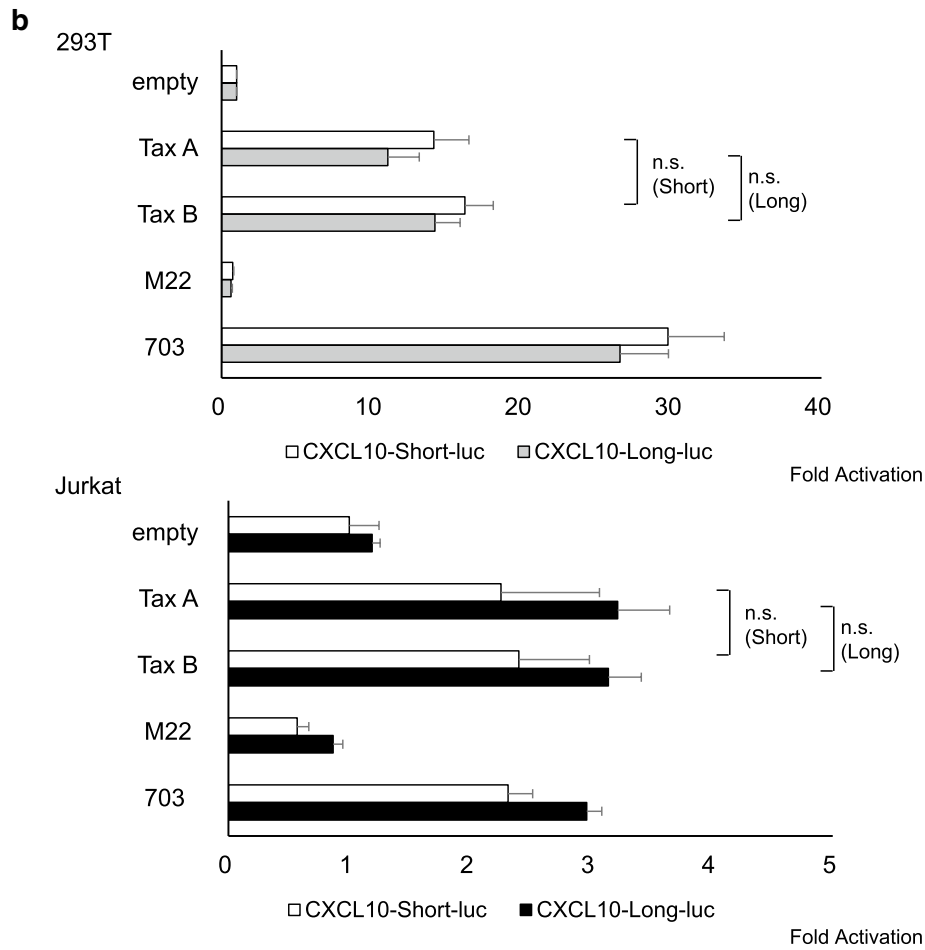 b
293T
empty
Tax A
Tax B
M22
703
n.s.
(Short)
n.s.
(Long)
0 10 20 30 40
CXCL10-Short-luc CXCL10-Long-luc
Fold Activation
Jurkat
empty
Tax A
Tax B
M22
703
n.s.
(Short)
n.s.
(Long)
0 1 2 3 4 5
CXCL10-Short-luc CXCL10-Long-luc
Fold Activation